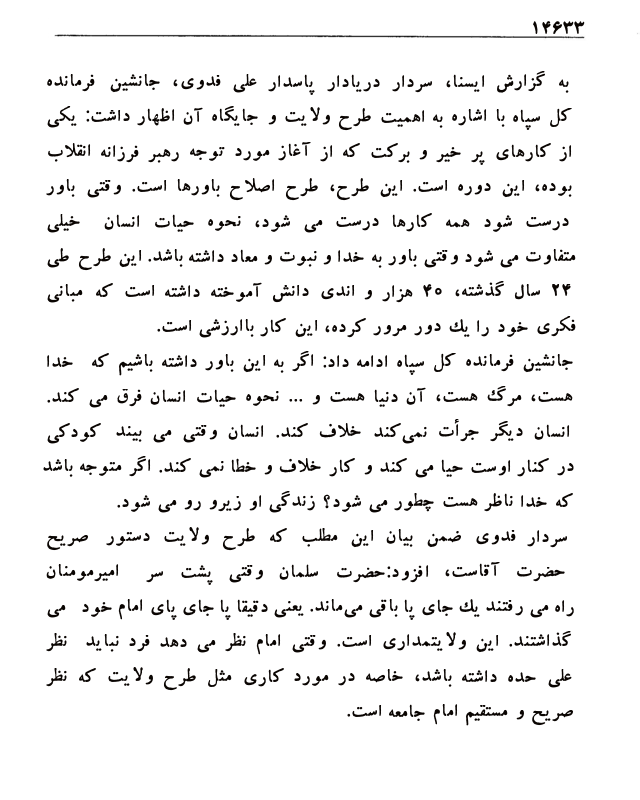 ۱۴۶۳۳
به گزارش ایسنا، سردار دریادار پاسدار علی فدوی، جانشین فرمانده
کل سپاه با اشاره به اهمیت طرح ولایت و جایگاه آن اظهار داشت: یکی
از کارهای پر خیر و برکت که از آغاز مورد توجه رهبر فرزانه انقلاب
بوده، این دوره است. این طرح، طرح اصلاح باورها است. وقتی باور
درست شود همه کارها درست می شود، نحوه حیات انسان خیلی
متفاوت می شود وقتی باور به خدا و نبوت و معاد داشته باشد. این طرح طی
۲۴ سال گذشته، ۴۰ هزار و اندی دانش آموخته داشته است که مبانی
فکری خود را یك دور مرور کرده، این کار باارزشی است.
جانشین فرمانده کل سپاه ادامه داد: اگر به این باور داشته باشیم که خدا
هست، مرگ هست، آن دنیا هست و ... نحوه حیات انسان فرق می کند.
انسان دیگر جرأت نمی‌کند خلاف کند. انسان وقتی می بیند کودکی
در کنار اوست حیا می کند و کار خلاف و خطا نمی کند. اگر متوجه باشد
که خدا ناظر هست چطور می شود؟ زندگی او زیرو رو می شود.
سردار فدوی ضمن بیان این مطلب که طرح ولایت دستور صریح
حضرت آقاست، افزود:حضرت سلمان وقتی پشت سر امیرمومنان
راه می رفتند یك جای پا باقی می‌ماند. یعنی دقیقا پا جای پای امام خود می
گذاشتند. این ولایتمداری است. وقتی امام نظر می دهد فرد نباید نظر
علی حده داشته باشد، خاصه در مورد کاری مثل طرح ولایت که نظر
صریح و مستقیم امام جامعه است.